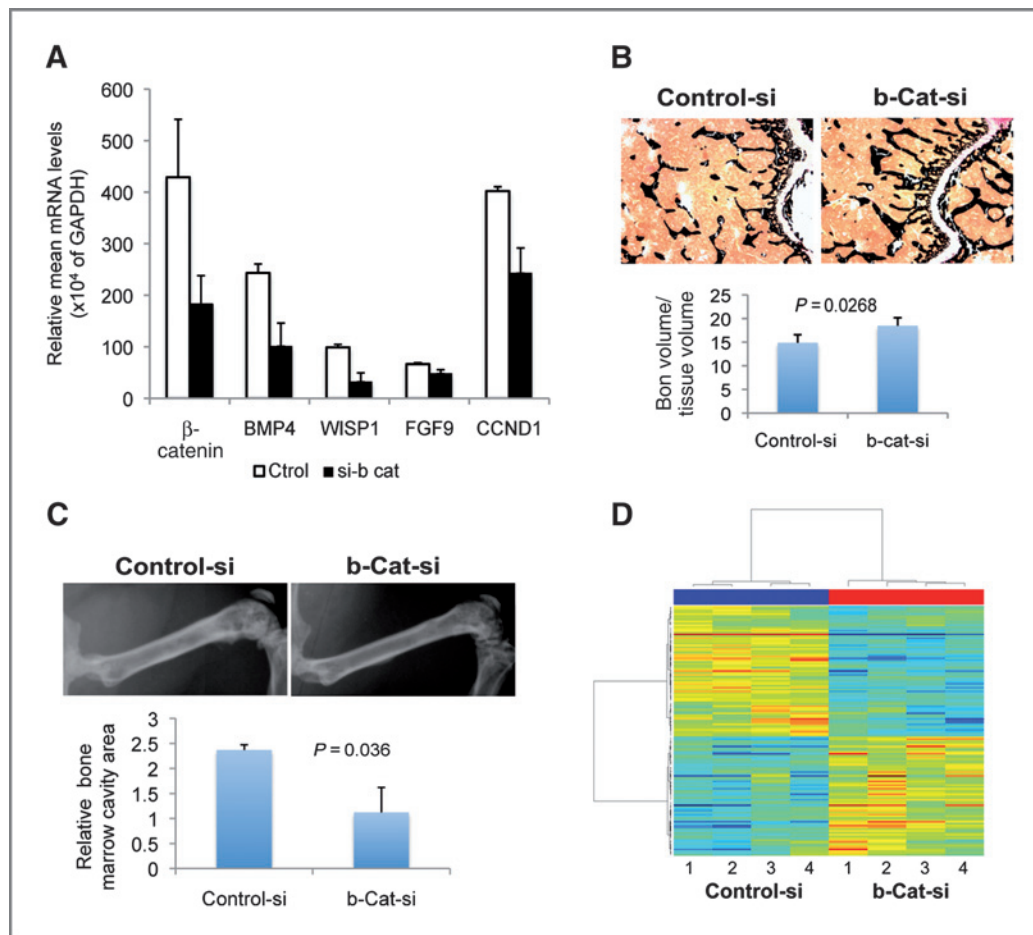 A
Relative mean mRNA levels
(x10⁴ of GAPDH)
600
500
400
300
200
100
0
β-
catenin
BMP4
WISP1
FGF9
CCND1
Ctrol
si-b cat
B
Control-si
b-Cat-si
Bon volume/
tissue volume
25
20
15
10
5
0
P = 0.0268
Control-si
b-cat-si
C
Control-si
b-Cat-si
Relative bone
marrow cavity area
3
2.5
2
1.5
1
0.5
0
P = 0.036
Control-si
b-Cat-si
D
1 2 3 4 1 2 3 4
Control-si b-Cat-si